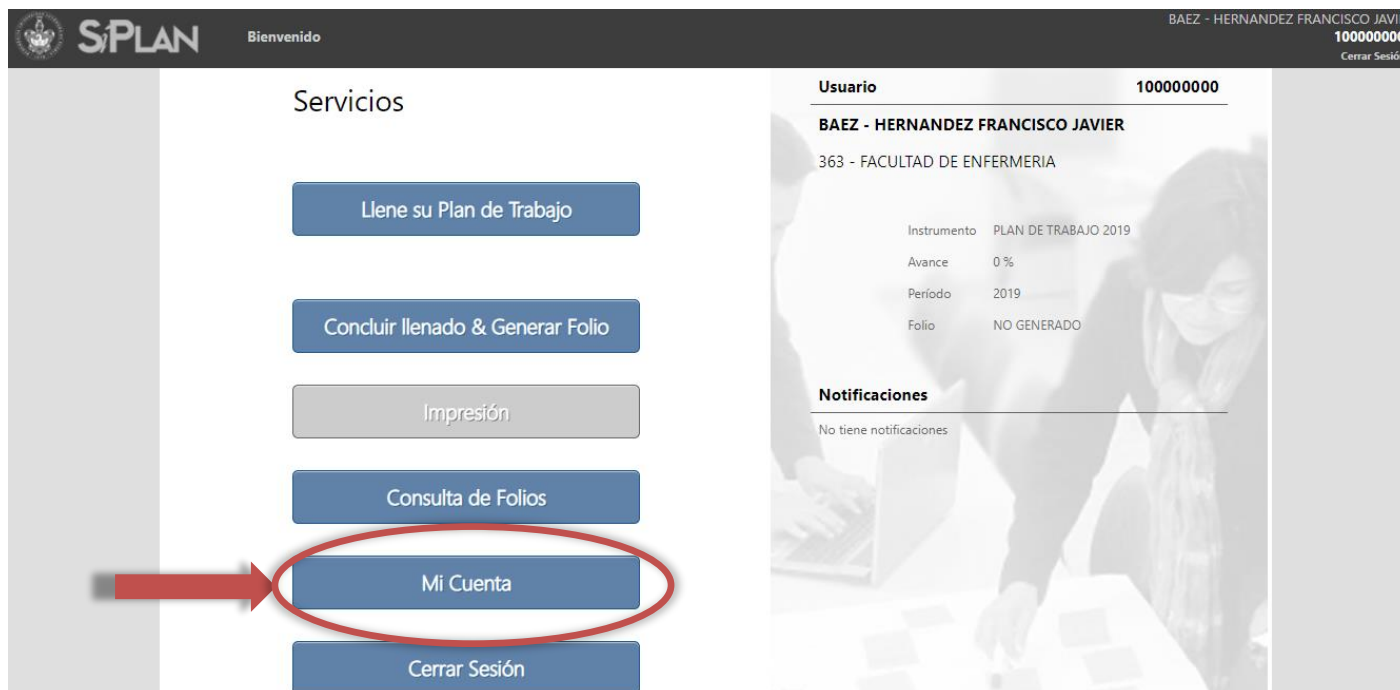 SiPLAN
Bienvenido
BAEZ - HERNANDEZ FRANCISCO JAVI
100000000
Cerrar Sesión
Servicios
Llene su Plan de Trabajo
Concluir llenado & Generar Folio
Impresión
Consulta de Folios
Mi Cuenta
Cerrar Sesión
Usuario 100000000
BAEZ - HERNANDEZ FRANCISCO JAVIER
363 - FACULTAD DE ENFERMERIA
Instrumento PLAN DE TRABAJO 2019
Avance 0 %
Período 2019
Folio NO GENERADO
Notificaciones
No tiene notificaciones